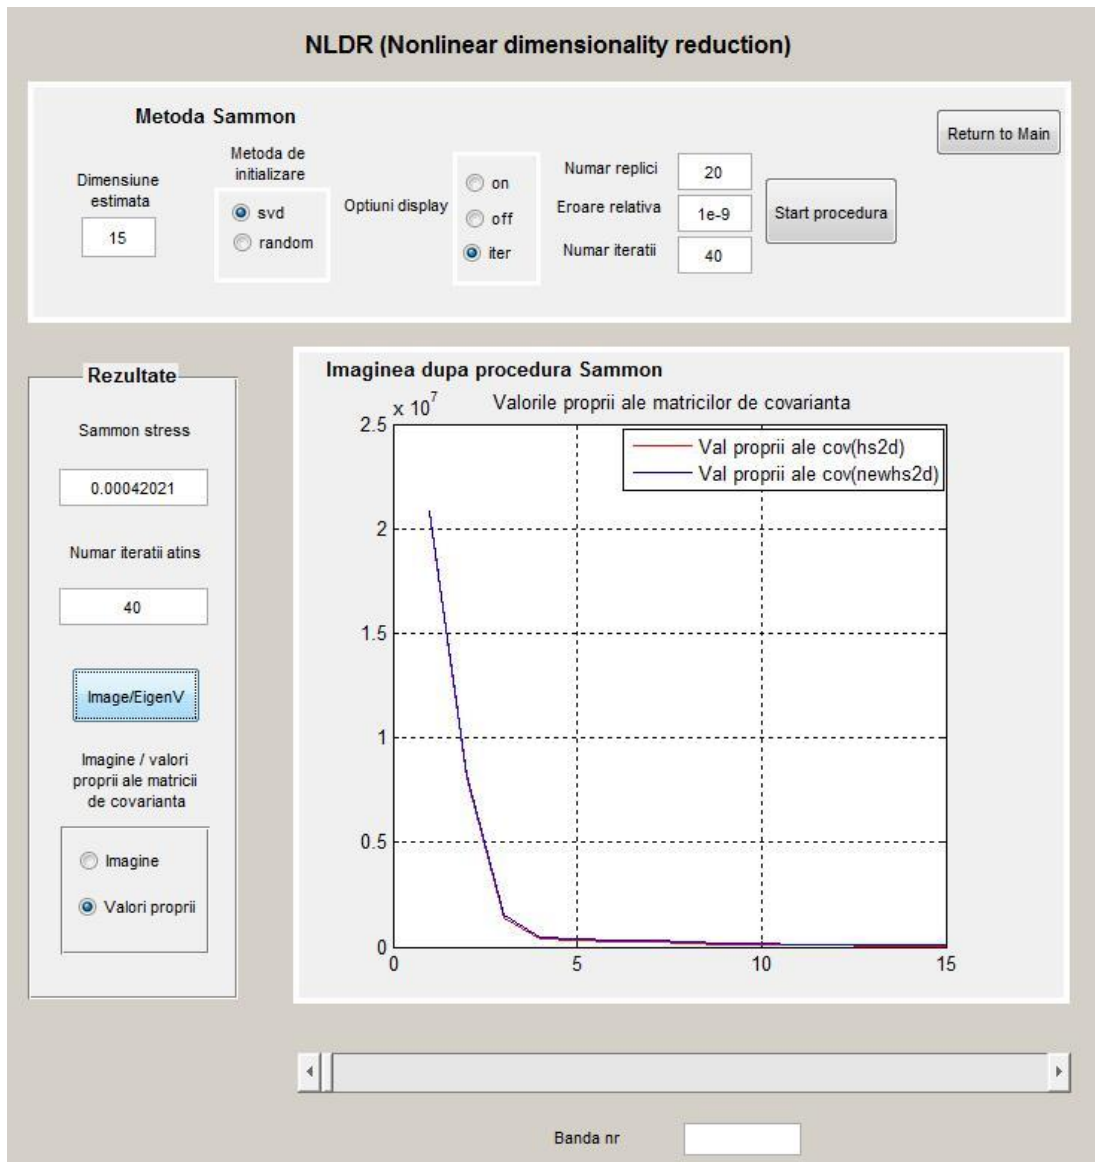 NLDR (Nonlinear dimensionality reduction)
Metoda Sammon
Return to Main
Dimensiune
estimata
15
Metoda de
initializare
svd
random
Optiuni display
on
off
iter
Numar replici
20
Eroare relativa
1e-9
Numar iteratii
40
Start procedura
Rezultate
Sammon stress
0.00042021
Numar iteratii atins
40
Image/EigenV
Imagine / valori
proprii ale matricii
de covarianta
Imagine
Valori proprii
Imaginea dupa procedura Sammon
x 10^7
Valorile proprii ale matricilor de covarianta
Val proprii ale cov(hs2d)
Val proprii ale cov(newhs2d)
2.5
2
1.5
1
0.5
0
0 5 10 15
Banda nr